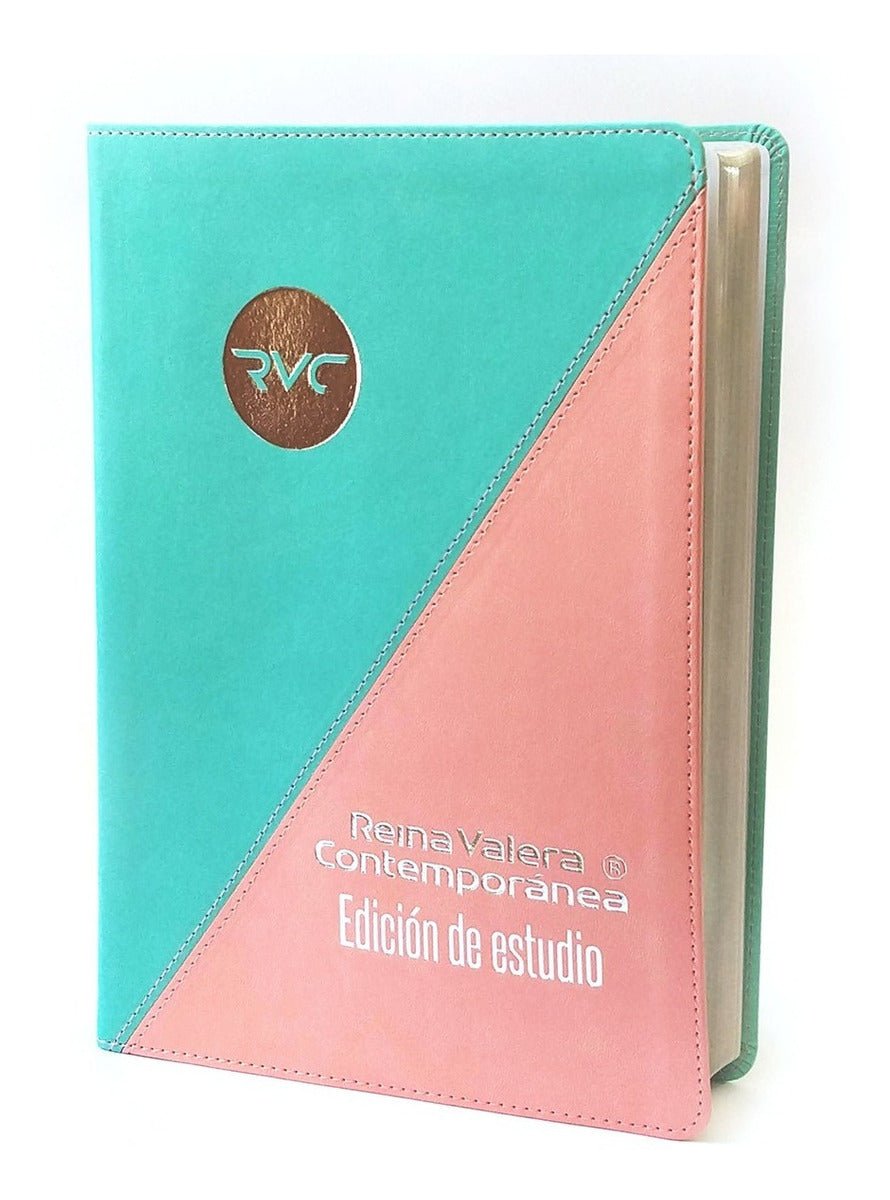 RVC
Reina Valera
Contemporánea ®
Edición de estudio